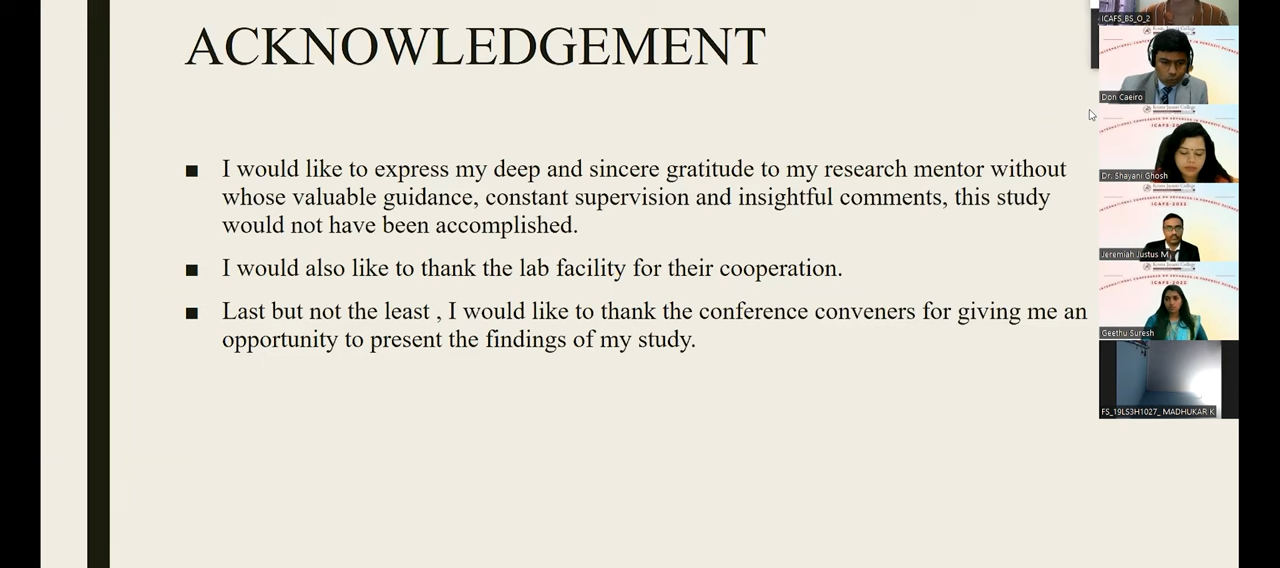 ACKNOWLEDGEMENT
■ I would like to express my deep and sincere gratitude to my research mentor without
whose valuable guidance, constant supervision and insightful comments, this study
would not have been accomplished.
■ I would also like to thank the lab facility for their cooperation.
■ Last but not the least , I would like to thank the conference conveners for giving me an
opportunity to present the findings of my study.
ICAFS_BS_O_2
Don Caeiro
ICAFS-2022
Dr. Shayani Ghosh
Jeremiah Justus M
ICAFS-2022
Geethu Suresh
FS_19LS3H1027_ MADHUKAR K